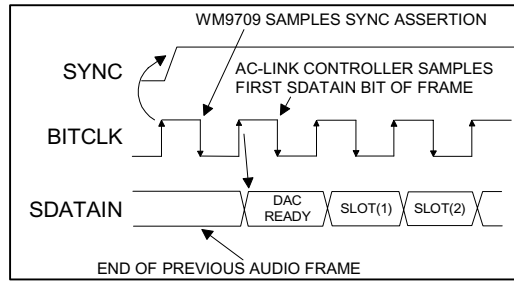 WM9709 SAMPLES SYNC ASSERTION
SYNC
AC-LINK CONTROLLER SAMPLES
FIRST SDATAIN BIT OF FRAME
BITCLK
SDATAIN
DAC
READY
SLOT(1)
SLOT(2)
END OF PREVIOUS AUDIO FRAME